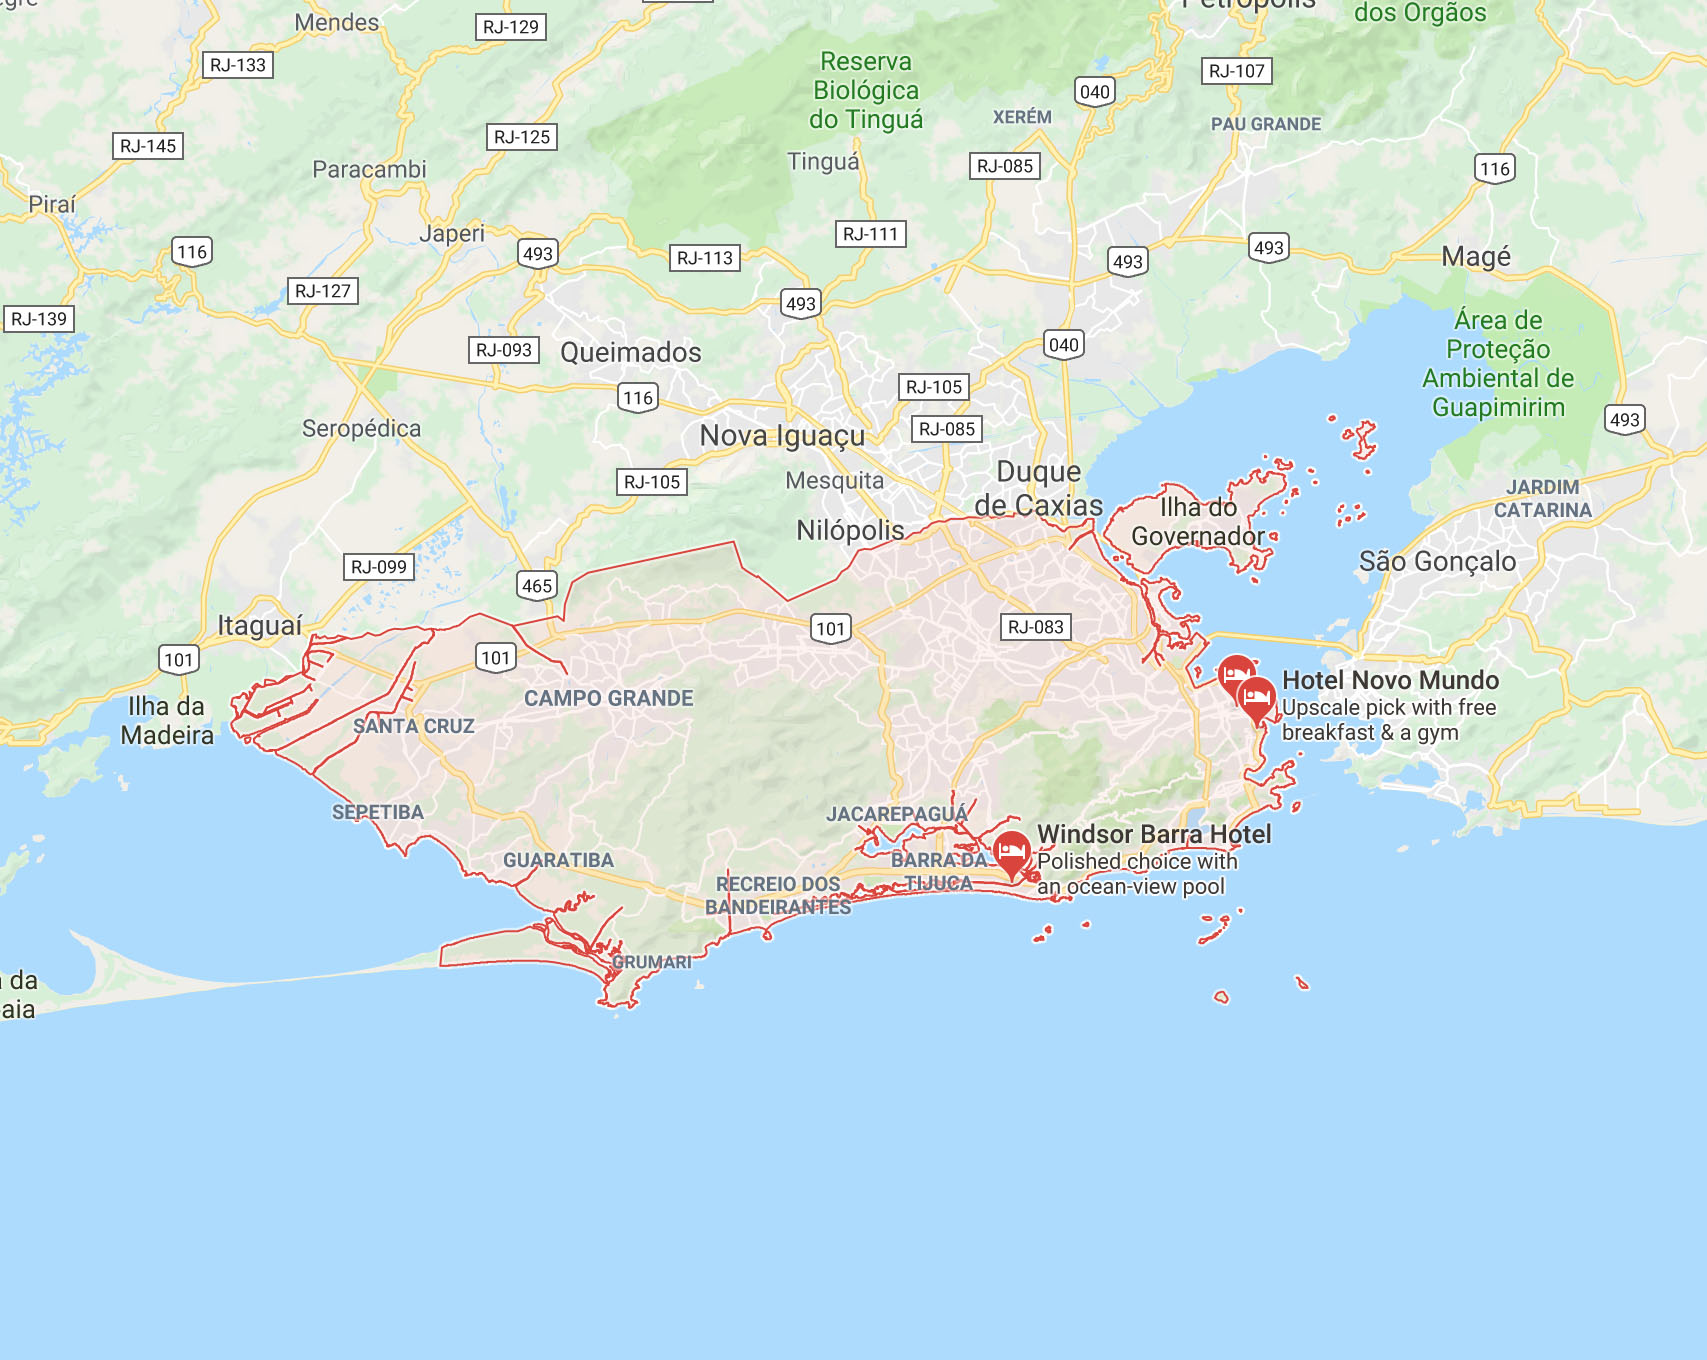 Mendes
RJ-129
Petrópolis
dos Orgãos
RJ-133
Reserva
Biológica
do Tinguá
040
RJ-107
XERÉM
PAU GRANDE
RJ-145
RJ-125
Paracambi
Tinguá
RJ-085
116
Piraí
Japeri
RJ-111
116
493
RJ-113
493
493
Magé
RJ-127
493
RJ-139
Área de
Proteção
Ambiental de
Guapimirim
RJ-093
Queimados
040
116
RJ-105
Seropédica
Nova Iguaçu
RJ-085
493
RJ-105
Mesquita
Duque
de Caxias
JARDIM
CATARINA
Nilópolis
Ilha do
Governador
RJ-099
São Gonçalo
465
Itaguaí
101
RJ-083
101
101
Ilha da
Madeira
CAMPO GRANDE
SANTA CRUZ
Hotel Novo Mundo
Upscale pick with free
breakfast & a gym
SEPETIBA
JACAREPAGUÁ
Windsor Barra Hotel
Polished choice with
an ocean-view pool
GUARATIBA
BARRA DA
TIJUCA
RECREIO DOS
BANDEIRANTES
GRUMARI
da
aia